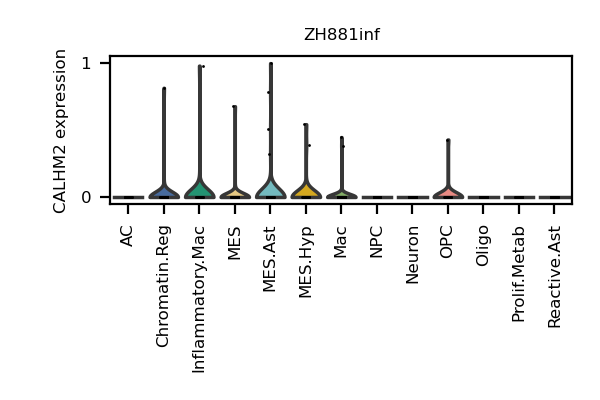 ZH881inf
CALHM2 expression
1
0
AC
Chromatin.Reg
Inflammatory.Mac
MES
MES.Ast
MES.Hyp
Mac
NPC
Neuron
OPC
Oligo
Prolif.Metab
Reactive.Ast